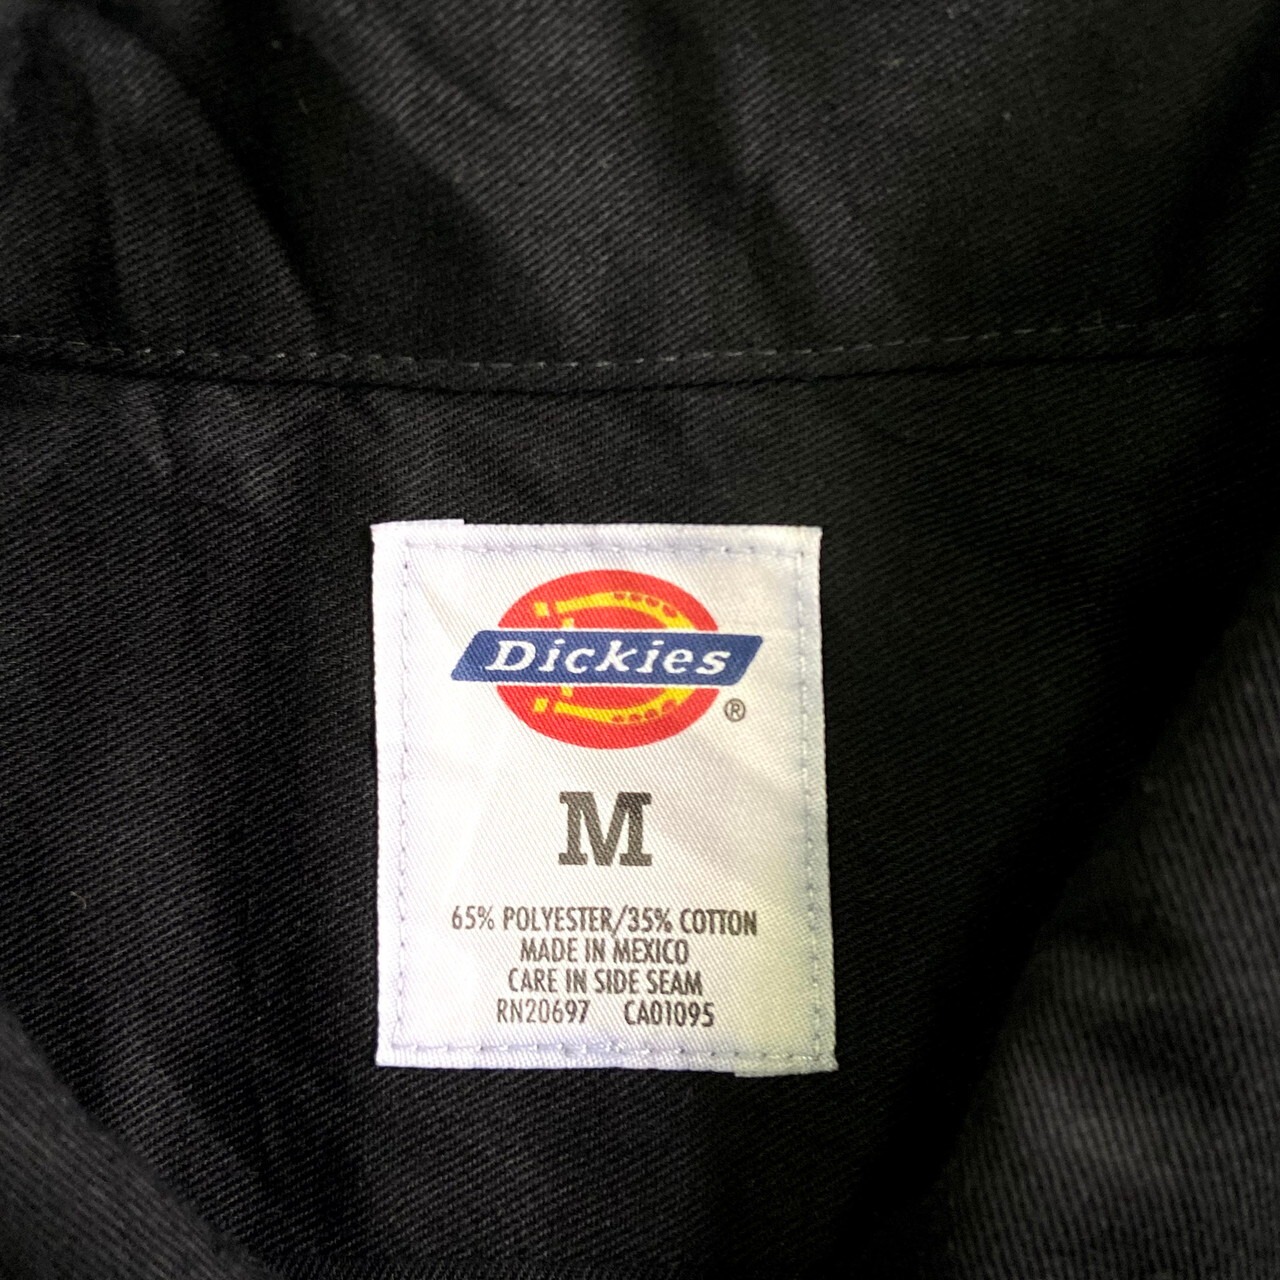 Dickies
®
M
65% POLYESTER/35% COTTON
MADE IN MEXICO
CARE IN SIDE SEAM
RN20697 CA01095